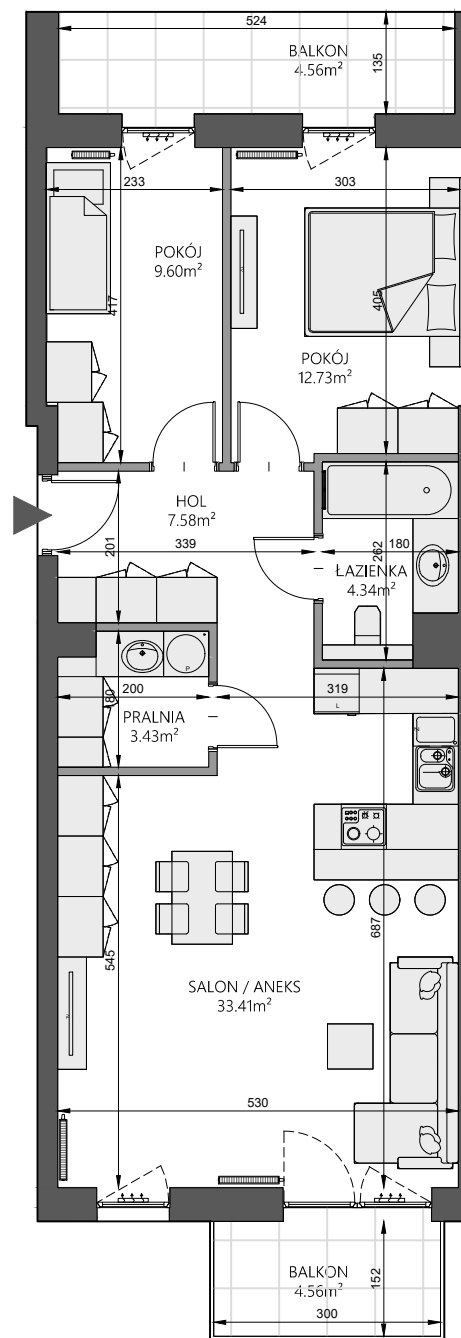 524
BALKON
4.56m²
135
233
303
POKÓJ
9.60m²
417
405
POKÓJ
12.73m²
HOL
7.58m²
201
339
262
180
ŁAZIENKA
4.34m²
P
200
180
319
L
PRALNIA
3.43m²
545
687
SALON / ANEKS
33.41m²
530
BALKON
4.56m²
152
300